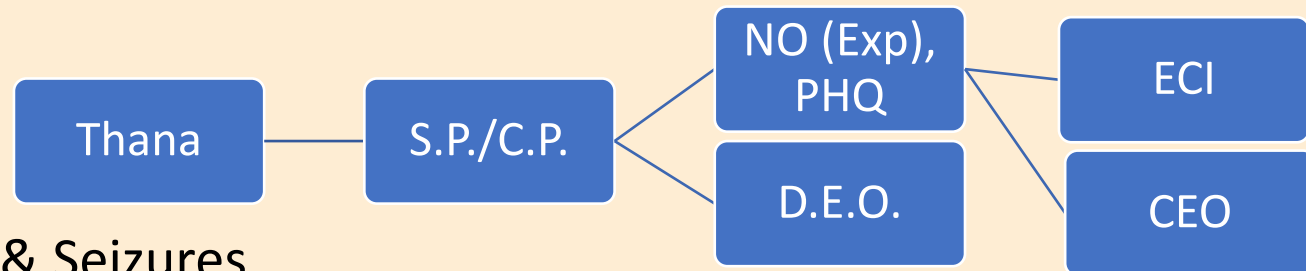 Thana
S.P./C.P.
NO (Exp),
PHQ
D.E.O.
ECI
CEO
& Seizures